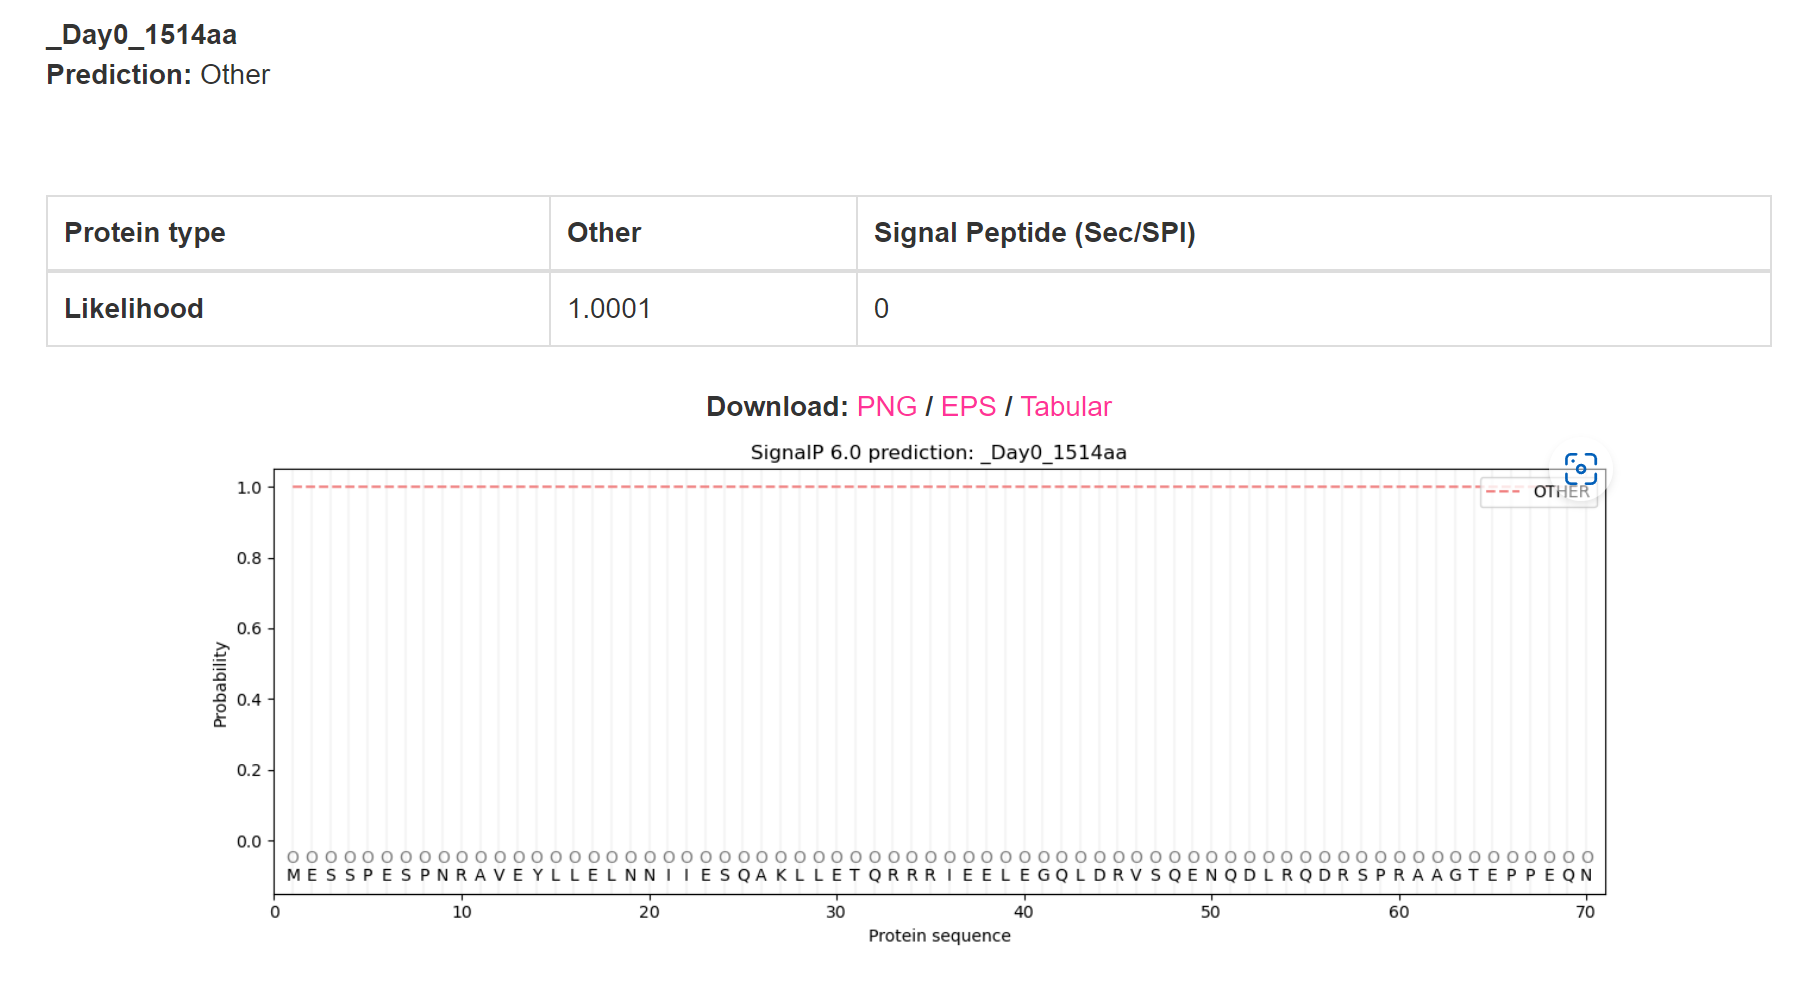 _Day0_1514aa
Prediction: Other
Protein type Other Signal Peptide (Sec/SPI)
Likelihood 1.0001 0
Download: PNG / EPS / Tabular
SignalP 6.0 prediction: _Day0_1514aa
OTHER
1.0
0.8
0.6
0.4
0.2
0.0
Probability
O O O O O O O O O O O O O O O O O O O O O O O O O O O O O O O O O O O O O O O O O O O O O O O O O O O O O O O O O O O O O O O O O O O O O O
M E S S P E S P N R A V E Y L L E L N N I I E S Q A K L L E T Q R R R I E E L E G Q L D R V S Q E N Q D L R Q D R S P R A A G T E P P E Q N
0 10 20 30 40 50 60 70
Protein sequence